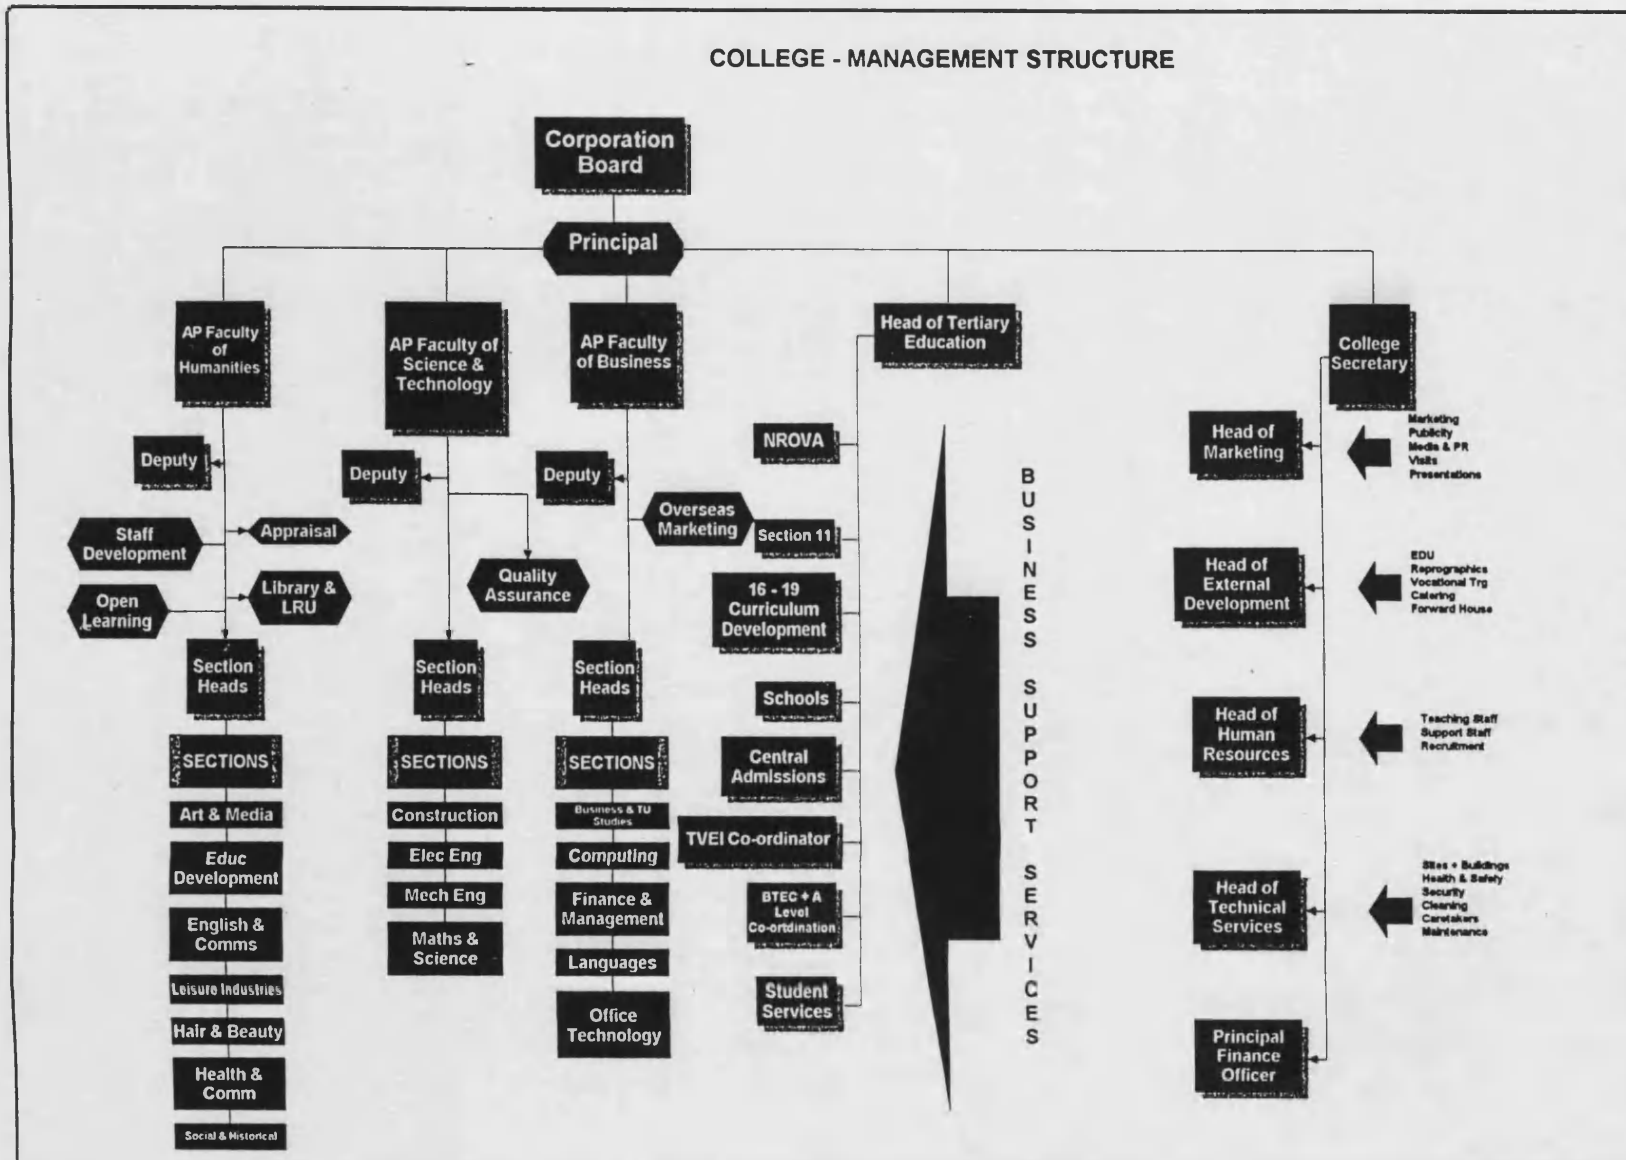 COLLEGE - MANAGEMENT STRUCTURE
Corporation
Board
Principal
AP Faculty
of
Humanities
AP Faculty of
Science &
Technology
AP Faculty
of Business
Head of Tertiary
Education
College
Secretary
Deputy
Staff
Development
Appraisal
Open
Learning
Library &
LRU
Section
Heads
SECTIONS
Art & Media
Educ
Development
English &
Comms
Leisure Industries
Hair & Beauty
Health &
Comm
Social & Historical
Deputy
Quality
Assurance
Section
Heads
SECTIONS
Construction
Elec Eng
Mech Eng
Maths &
Science
Deputy
Overseas
Marketing
Section
Heads
SECTIONS
Business & TU
Studies
Computing
Finance &
Management
Languages
Office
Technology
NROVA
Section 11
16 - 19
Curriculum
Development
Schools
Central
Admissions
TVEI Co-ordinator
BTEC + A
Level
Co-ortdination
Student
Services
BUSINESS SUPPORT SERVICES
Head of
Marketing
Marketing
Publicity
Media & PR
Visits
Presentations
Head of
External
Development
EDU
Reprographics
Vocational Trg
Catering
Forward House
Head of
Human
Resources
Teaching Staff
Support Staff
Recruitment
Head of
Technical
Services
Sites + Buildings
Health & Safety
Security
Cleaning
Caretakers
Maintenance
Principal
Finance
Officer